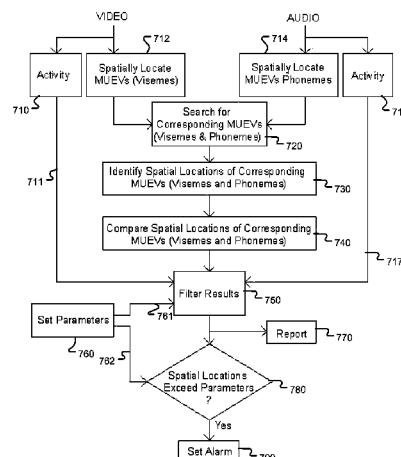 VIDEO
AUDIO
712
714
Activity
Spatially Locate
MUEVs (Visemes)
Spatially Locate
MUEVs Phonemes
Activity
710
Search for
Corresponding MUEVs
(Visemes & Phonemes)
720
711
Identify Spatial Locations of Corresponding
MUEVs (Visemes and Phonemes)
730
Compare Spatial Locations of Corresponding
MUEVs (Visemes and Phonemes)
740
717
Filter Results
750
Set Parameters
761
760
762
Report
770
Spatial Locations
Exceed Parameters
?
780
Yes
Set Alarm